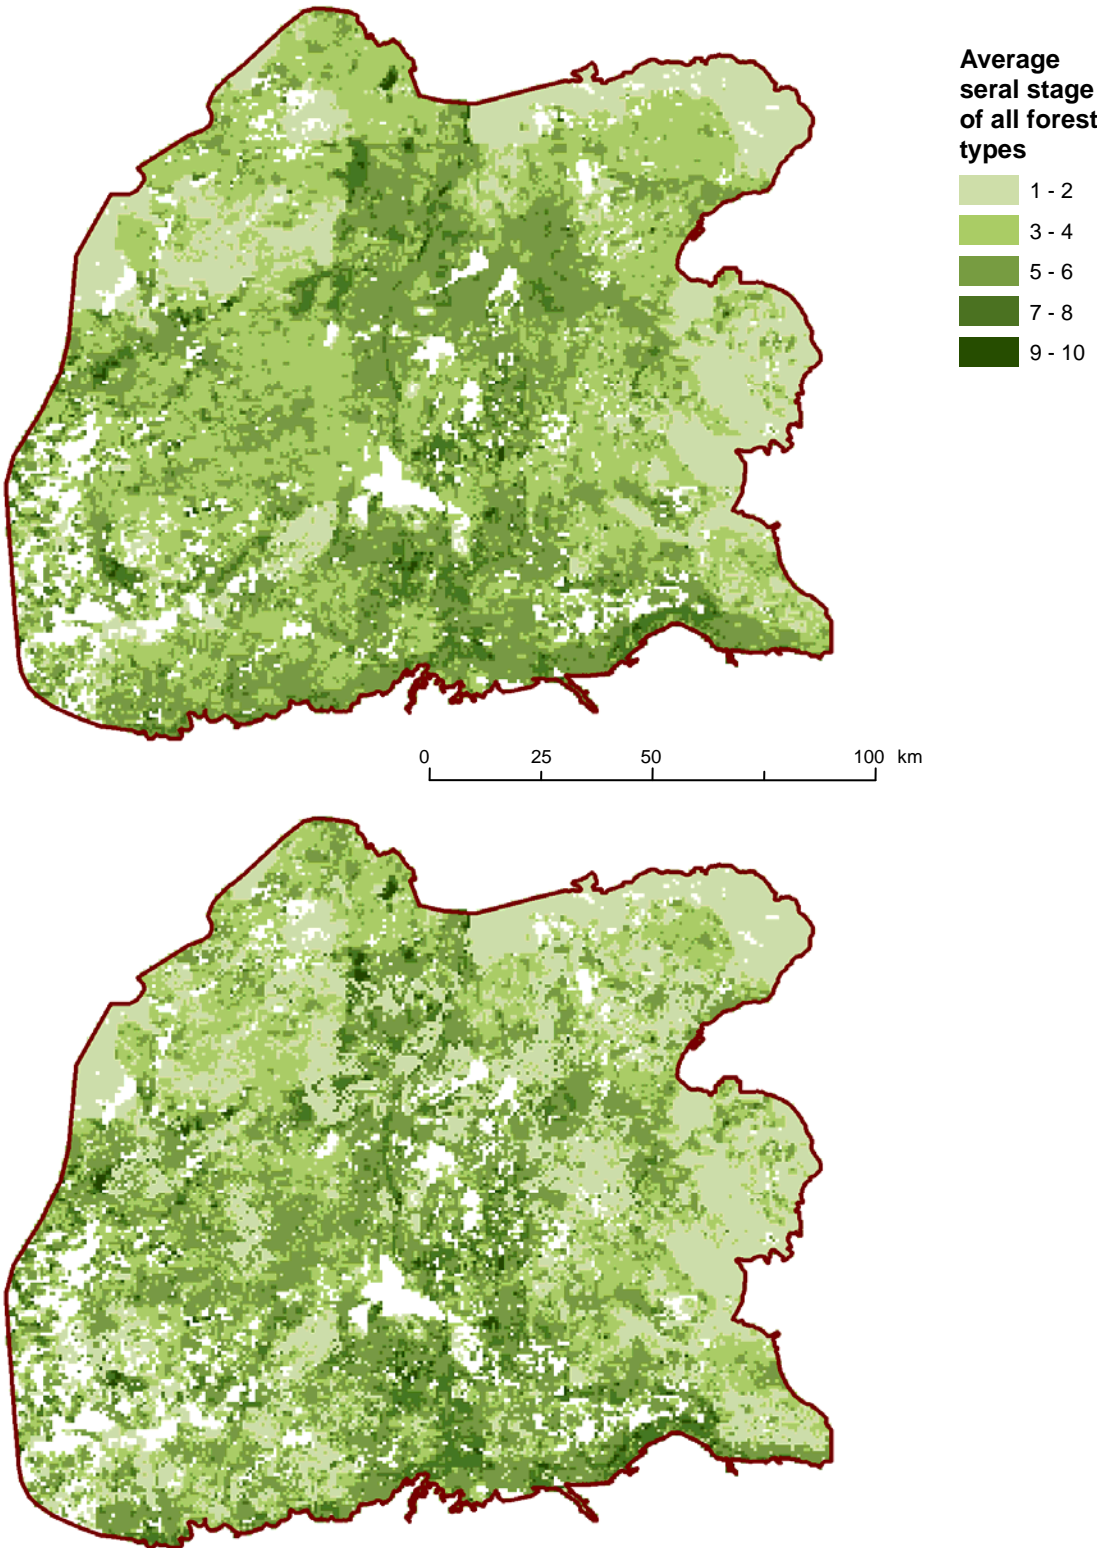 Average
seral stage
of all forest
types
1 - 2
3 - 4
5 - 6
7 - 8
9 - 10
0 25 50 100 km